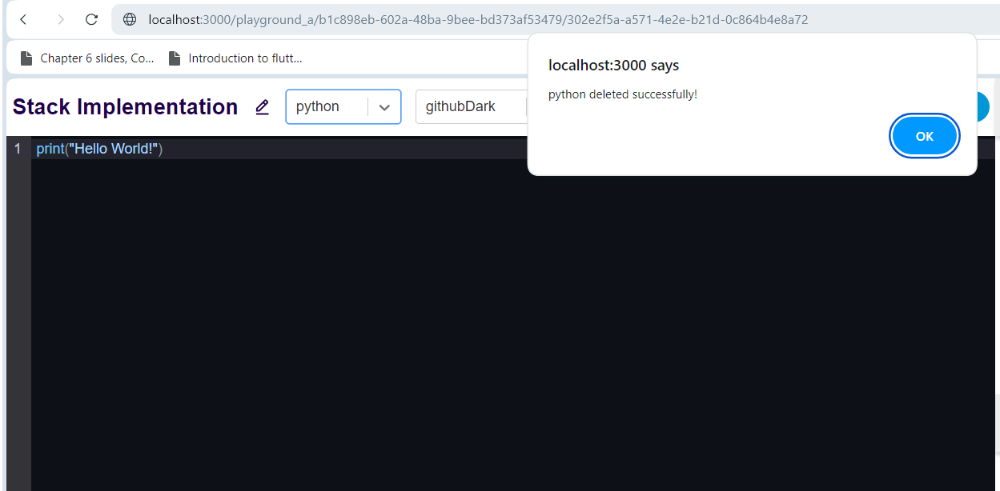 localhost:3000/playground_a/b1c898eb-602a-48ba-9bee-bd373af53479/302e2f5a-a571-4e2e-b21d-0c864b4e8a72
Chapter 6 slides, Co... Introduction to flutt...
localhost:3000 says
python deleted successfully!
OK
Stack Implementation python githubDark
1 print("Hello World!")